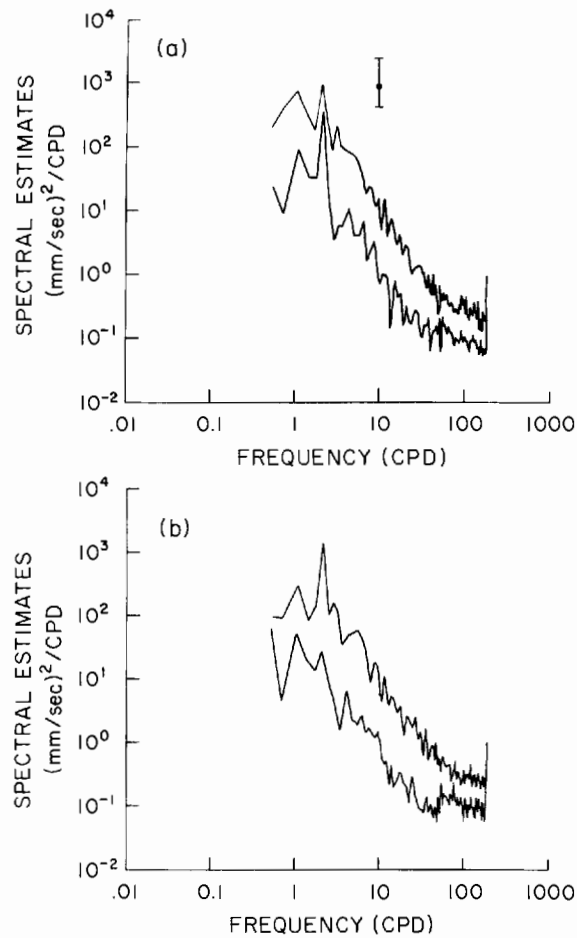 (a)
10⁴
10³
10²
10¹
10⁰
10⁻¹
10⁻²
SPECTRAL ESTIMATES
(mm/sec)²/CPD
.01 0.1 1 10 100 1000
FREQUENCY (CPD)
(b)
10⁴
10³
10²
10¹
10⁰
10⁻¹
10⁻²
SPECTRAL ESTIMATES
(mm/sec)²/CPD
.01 0.1 1 10 100 1000
FREQUENCY (CPD)